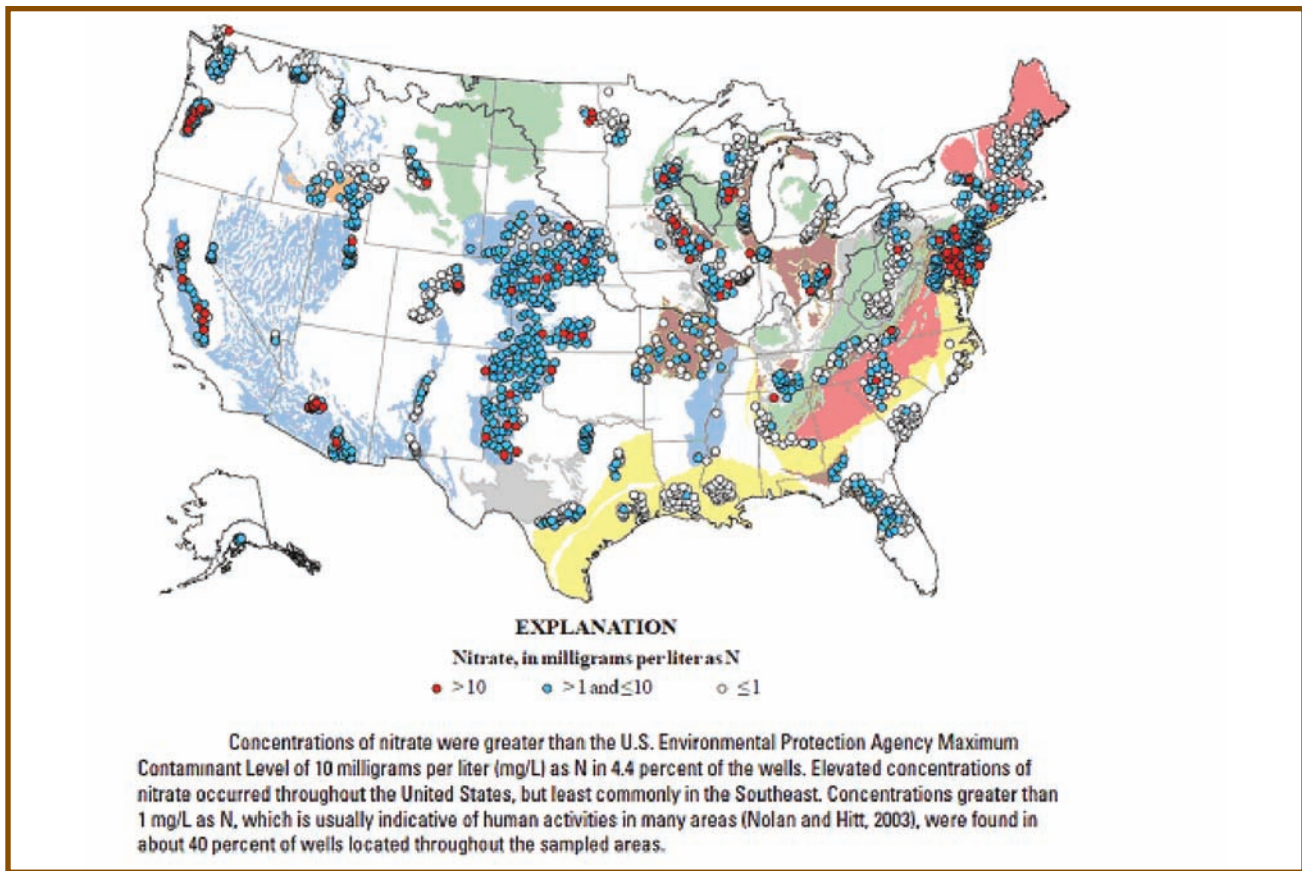 EXPLANATION
Nitrate, in milligrams per liter as N
>10 >1 and≤10 ≤1
Concentrations of nitrate were greater than the U.S. Environmental Protection Agency Maximum
Contaminant Level of 10 milligrams per liter (mg/L) as N in 4.4 percent of the wells. Elevated concentrations of
nitrate occurred throughout the United States, but least commonly in the Southeast. Concentrations greater than
1 mg/L as N, which is usually indicative of human activities in many areas (Nolan and Hitt, 2003), were found in
about 40 percent of wells located throughout the sampled areas.